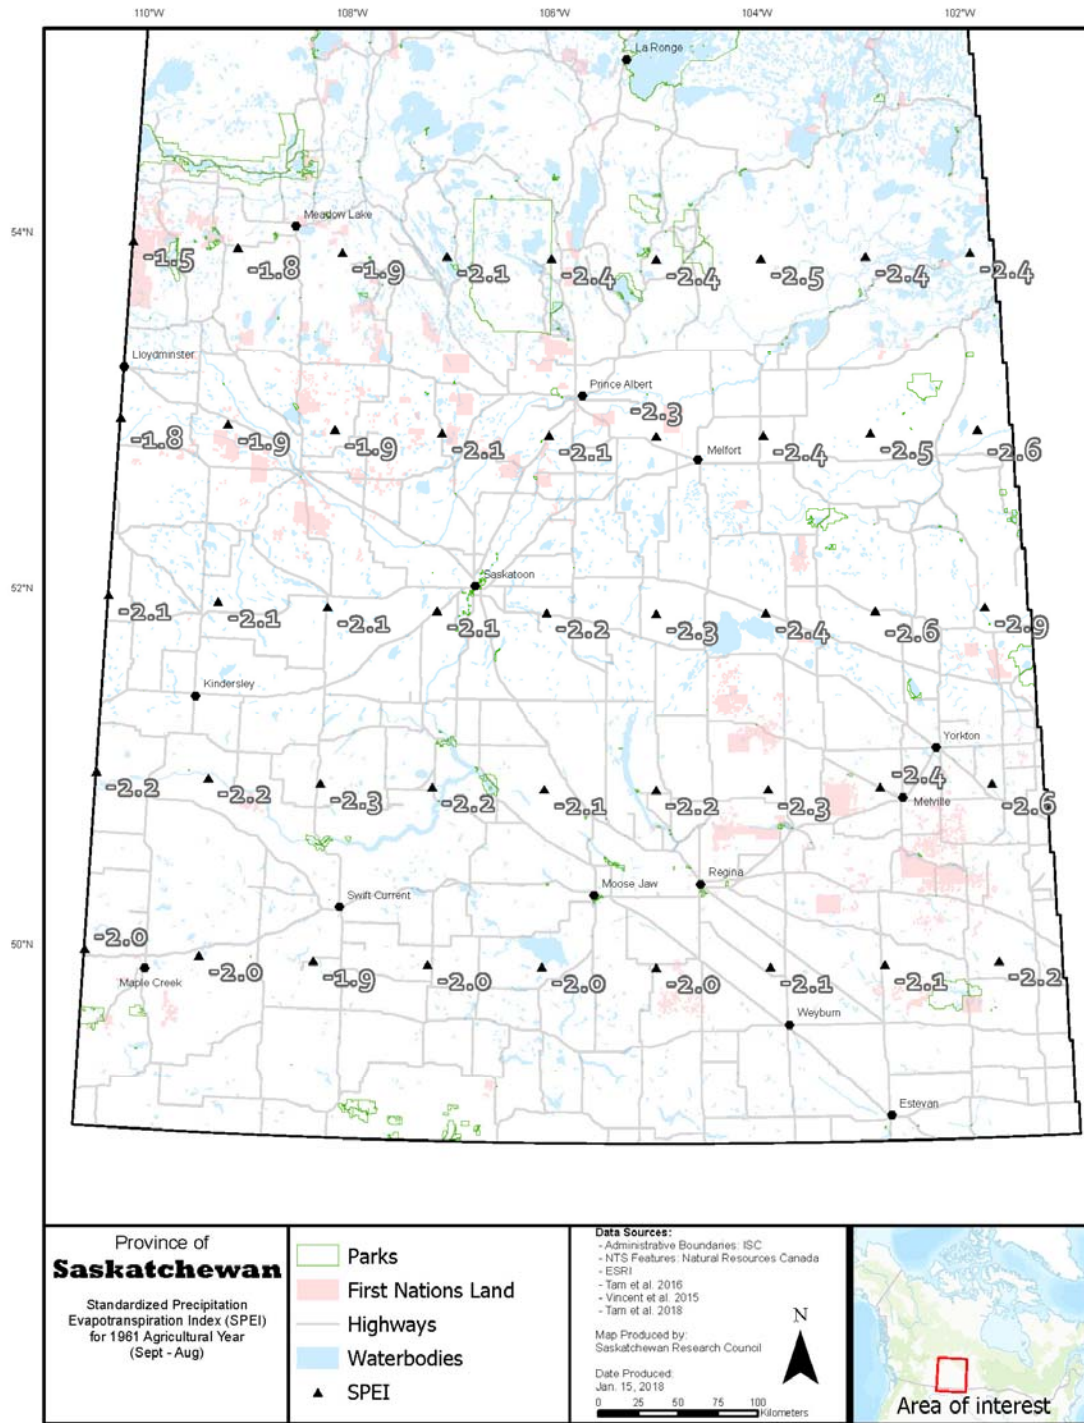 110°W 108°W 106°W 104°W 102°W
La Ronge
Meadow Lake
54°N
-1.5 -1.8 -1.9 -2.1 -2.4 -2.4 -2.5 -2.4 -2.4
Lloydminster
Prince Albert
-2.3
Melfort
-1.8 -1.9 -1.9 -2.1 -2.1 -2.4 -2.5 -2.6
Saskatoon
52°N
-2.1 -2.1 -2.1 -2.1 -2.2 -2.3 -2.4 -2.6 -2.9
Kindersley
Yorkton
-2.4
-2.2 -2.2 -2.3 -2.2 -2.1 -2.2 -2.3 -2.6
Melville
Regina
Moose Jaw
Swift Current
50°N
-2.0
-2.0 -1.9 -2.0 -2.0 -2.0 -2.1 -2.1 -2.2
Maple Creek
Weyburn
Estevan
Province of
Saskatchewan
Standardized Precipitation
Evapotranspiration Index (SPEI)
for 1961 Agricultural Year
(Sept - Aug)
Parks
First Nations Land
Highways
Waterbodies
SPEI
Data Sources:
- Administrative Boundaries: ISC
- NTS Features: Natural Resources Canada
- ESRI
- Tam et al. 2016
- Vincent et al. 2015
- Tam et al. 2018
Map Produced by:
Saskatchewan Research Council
Date Produced:
Jan. 15, 2018
N
0 25 50 75 100
Kilometers
Area of interest